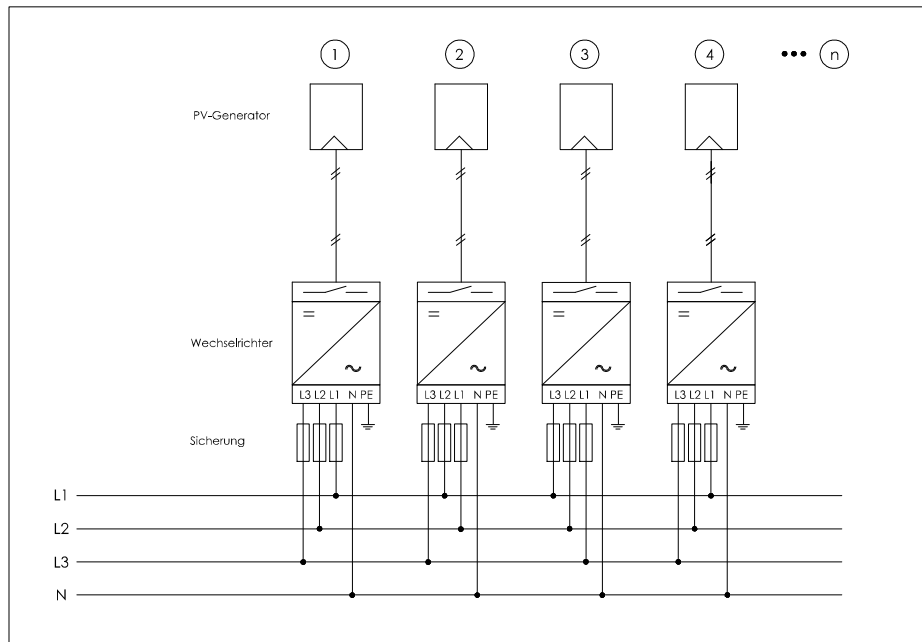 1 2 3 4 ••• n
PV-Generator
Wechselrichter
L3 L2 L1 N PE L3 L2 L1 N PE L3 L2 L1 N PE L3 L2 L1 N PE
Sicherung
L1
L2
L3
N